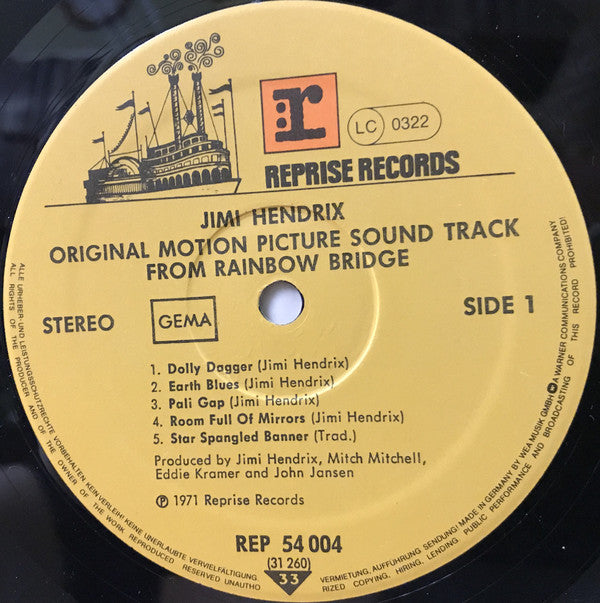 r
LC 0322
REPRISE RECORDS
JIMI HENDRIX
ORIGINAL MOTION PICTURE SOUND TRACK
FROM RAINBOW BRIDGE
STEREO
GEMA
SIDE 1
1. Dolly Dagger (Jimi Hendrix)
2. Earth Blues (Jimi Hendrix)
3. Pali Gap (Jimi Hendrix)
4. Room Full Of Mirrors (Jimi Hendrix)
5. Star Spangled Banner (Trad.)
Produced by Jimi Hendrix, Mitch Mitchell,
Eddie Kramer and John Jansen
℗ 1971 Reprise Records
REP 54 004
(31 260)
33
ALLE URHEBER- UND LEISTUNGSSCHUTZRECHTE VORBEHALTEN KEIN VERLEIH! KEINE UNERLAUBTE VERVIELFÄLTIGUNG, VERMIETUNG, AUFFÜHRUNG SENDUNG! MADE IN GERMANY BY WEA MUSIK GMBH A WARNER COMMUNICATIONS COMPANY
ALL RIGHTS OF THE PRODUCER AND OF THE OWNER OF THE WORK REPRODUCED RESERVED UNAUTHO RIZED COPYING, HIRING, LENDING PUBLIC PERFORMANCE AND BROADCASTING OF THIS RECORD PROHIBITED!